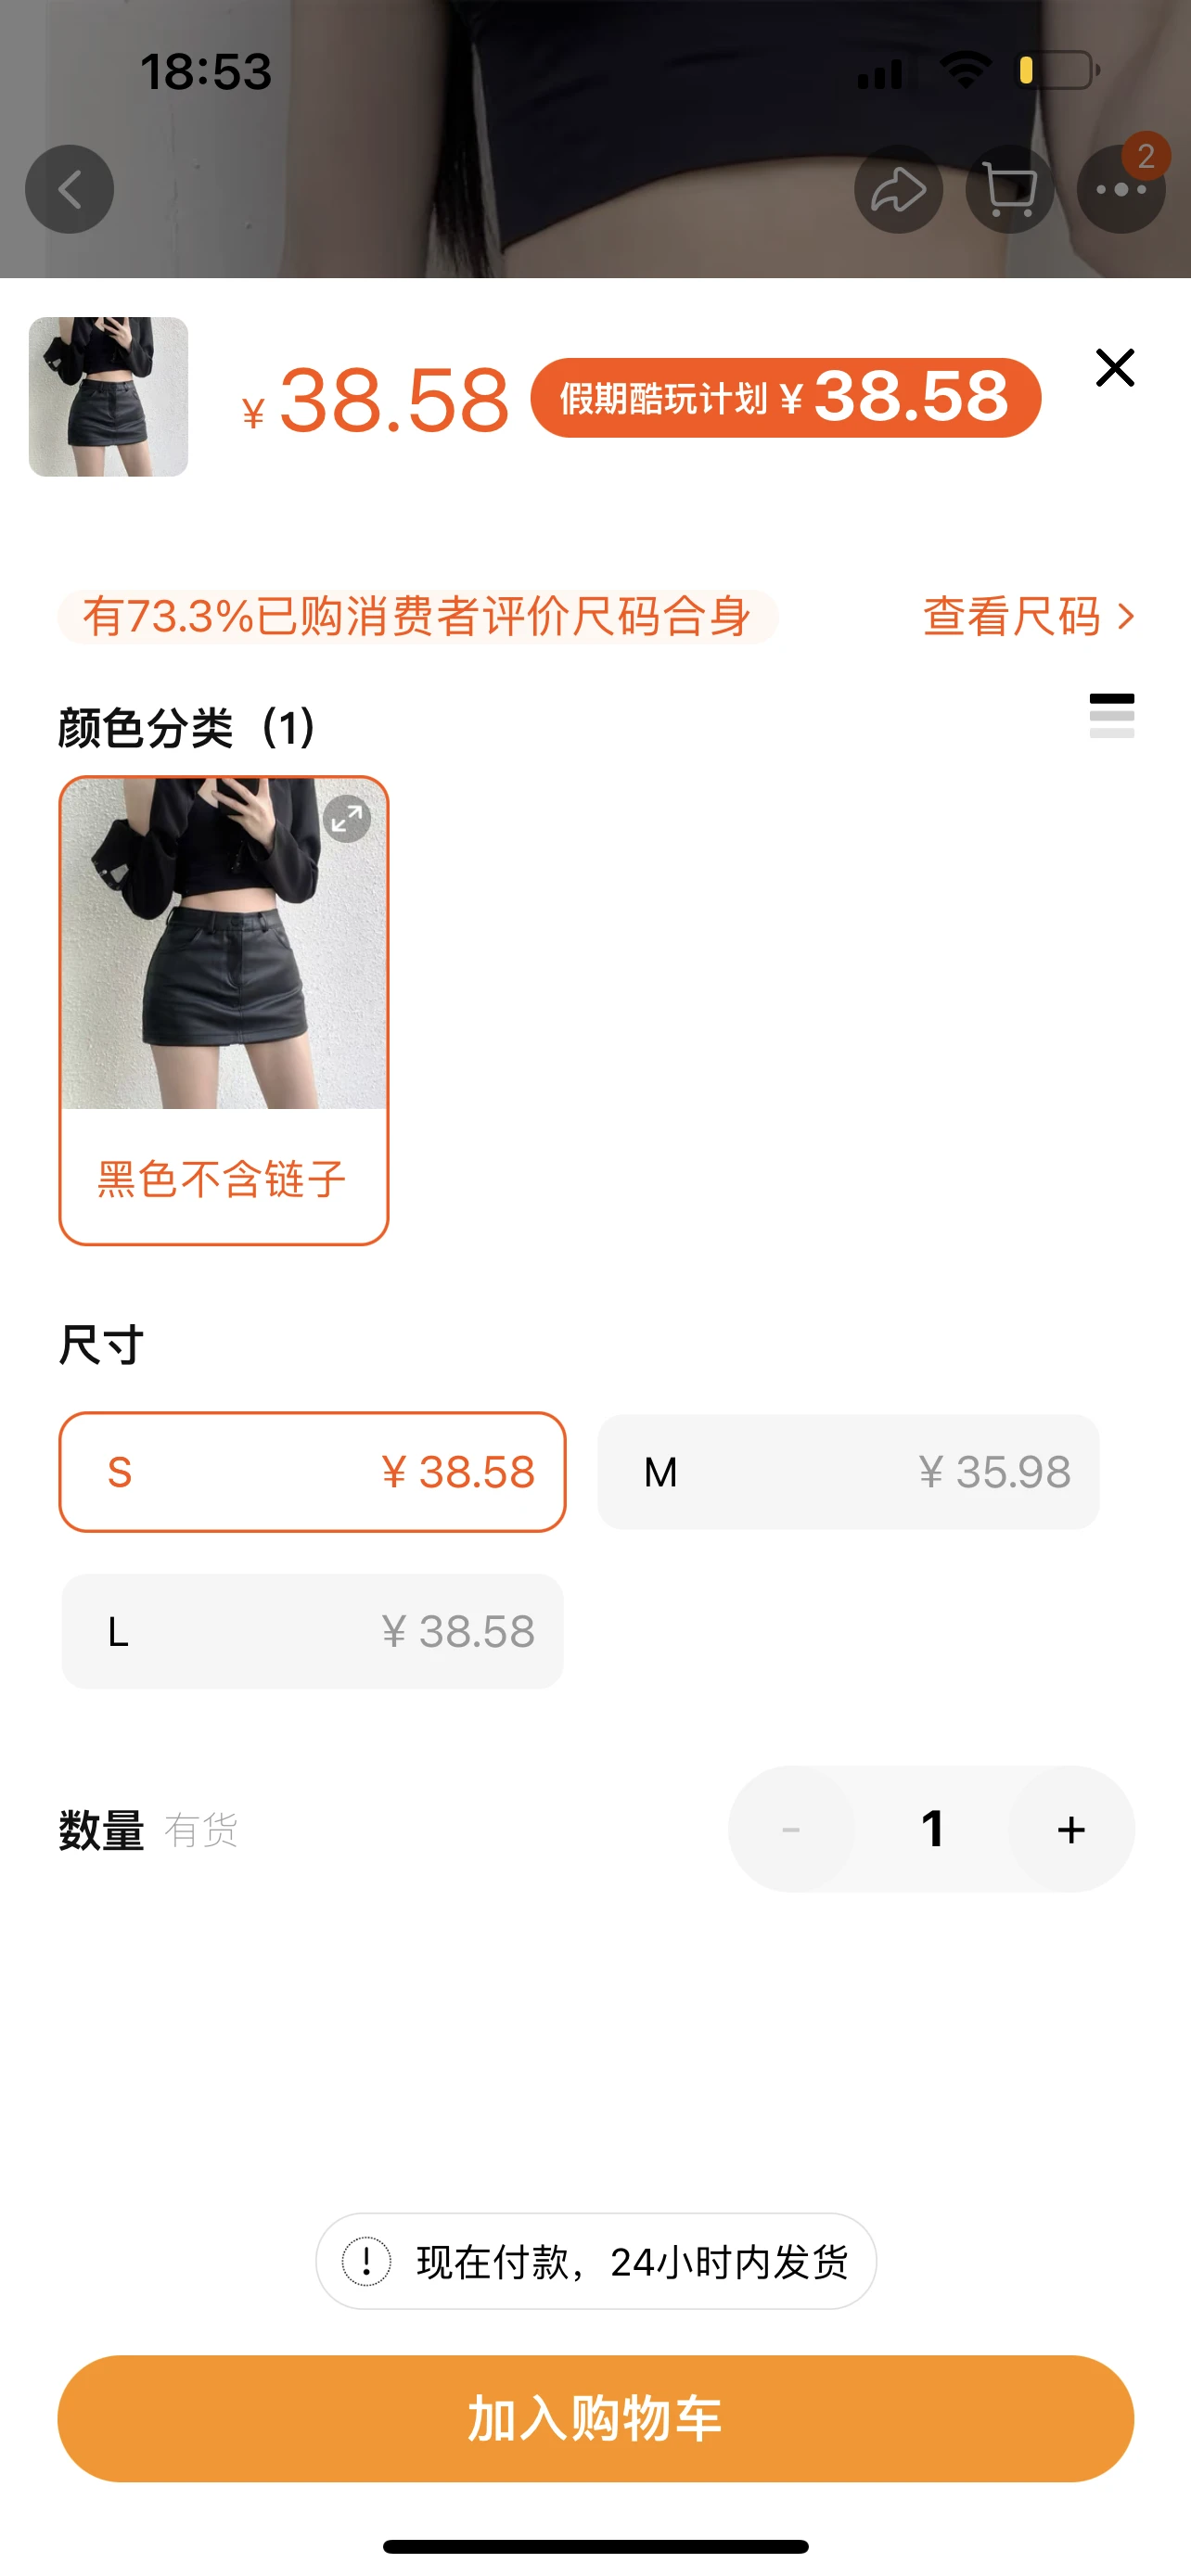 18:53
2
¥ 38.58 假期酷玩计划 ¥ 38.58
有73.3%已购消费者评价尺码合身 查看尺码 >
颜色分类（1）
黑色不含链子
尺寸
S ¥ 38.58 M ¥ 35.98
L ¥ 38.58
数量 有货 - 1 +
! 现在付款，24小时内发货
加入购物车